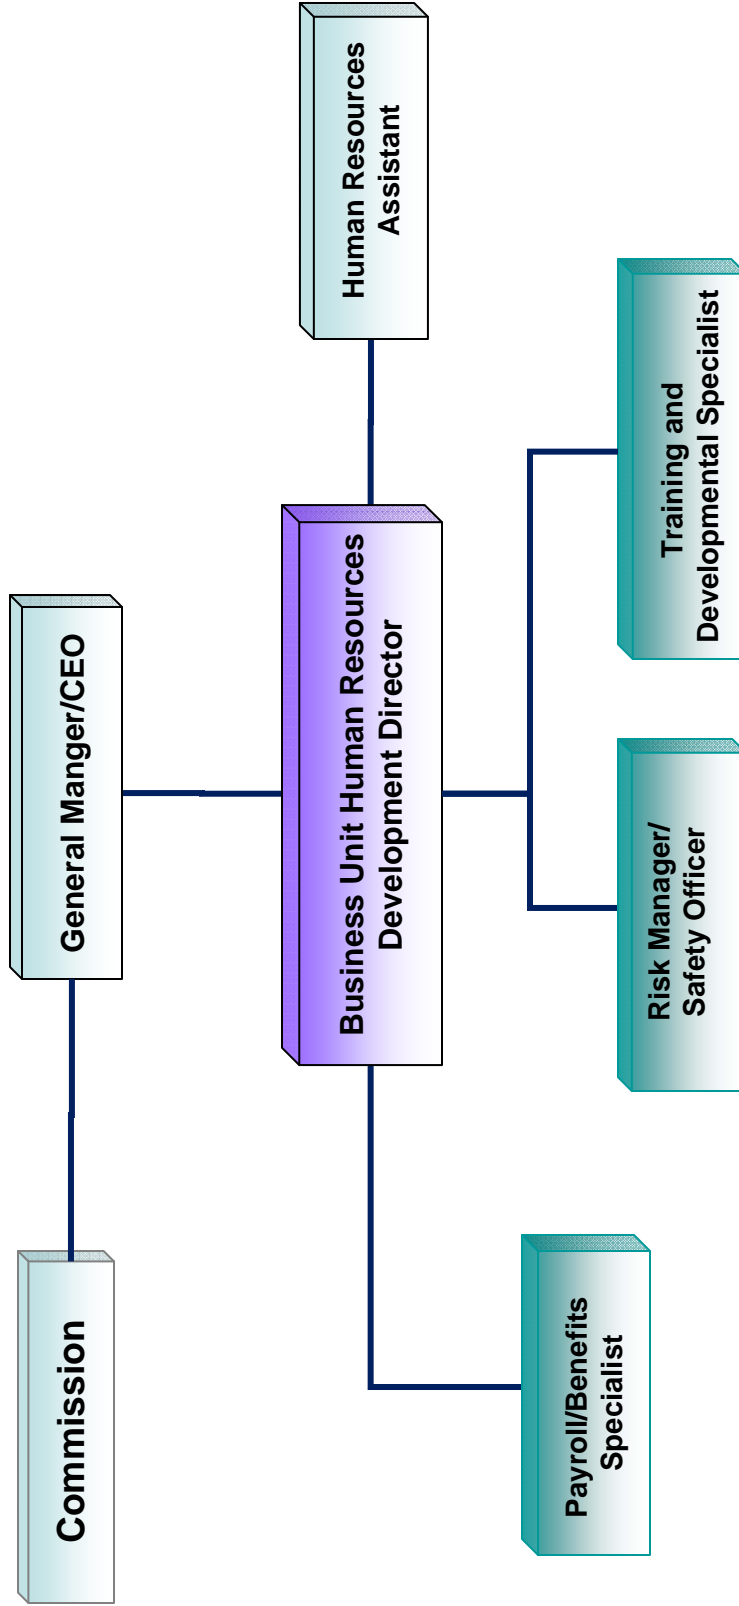 Commission
General Manger/CEO
Business Unit Human Resources
Development Director
Human Resources
Assistant
Payroll/Benefits
Specialist
Risk Manager/
Safety Officer
Training and
Developmental Specialist